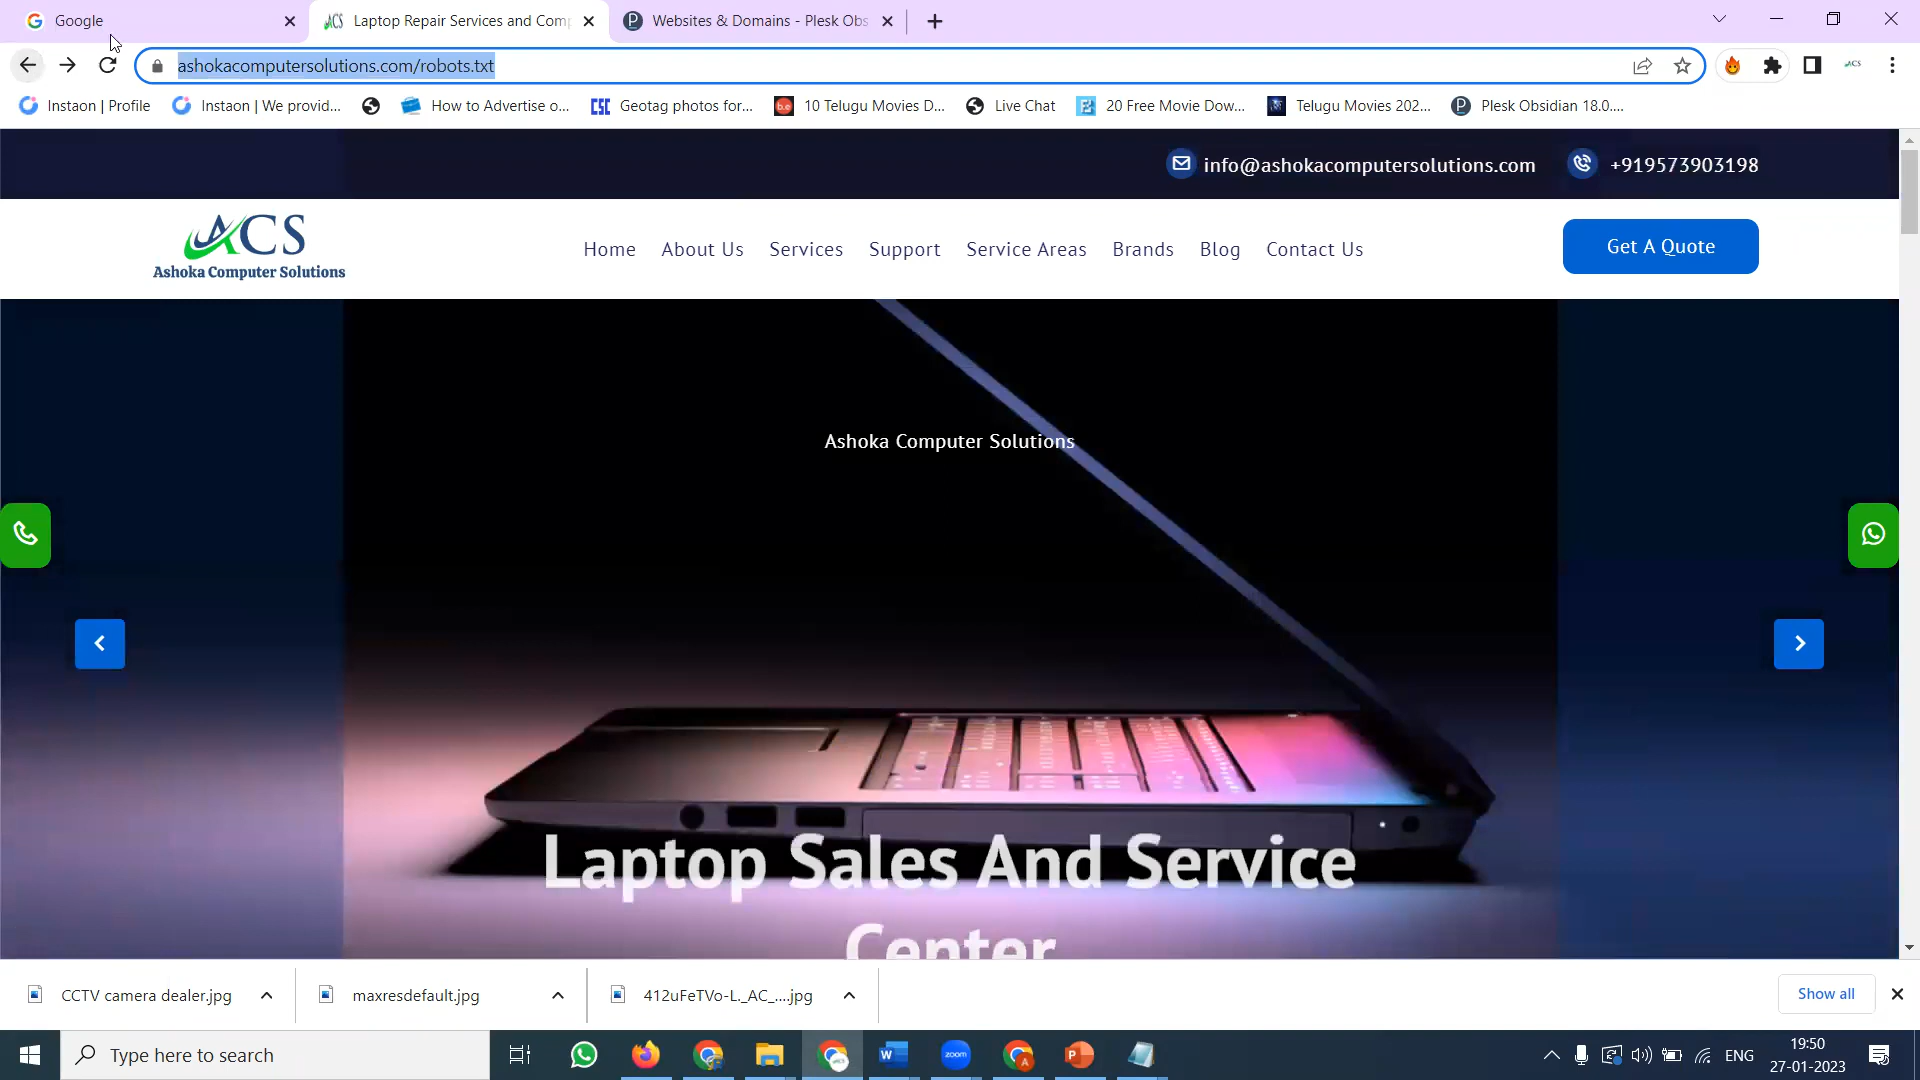 Google
Laptop Repair Services and Comp
Websites & Domains - Plesk Obs
ashokacomputersolutions.com/robots.txt
ACS
Instaon | Profile
Instaon | We provid...
How to Advertise o...
CSC
Geotag photos for...
b.e
10 Telugu Movies D...
Live Chat
20 Free Movie Dow...
Telugu Movies 202...
Plesk Obsidian 18.0....
info@ashokacomputersolutions.com
+919573903198
ACS
Ashoka Computer Solutions
Home
About Us
Services
Support
Service Areas
Brands
Blog
Contact Us
Get A Quote
Ashoka Computer Solutions
Laptop Sales And Service
Center
CCTV camera dealer.jpg
maxresdefault.jpg
412uFeTVo-L._AC_....jpg
Show all
Type here to search
zoom
ENG
19:50
27-01-2023